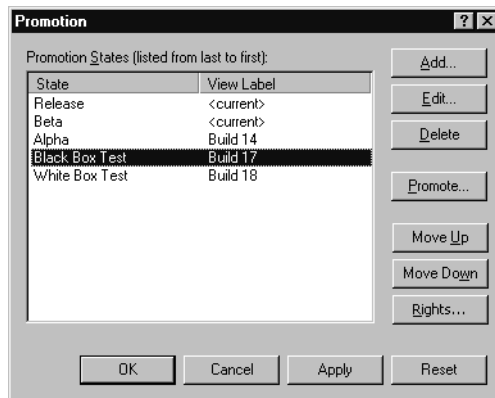 Promotion
Promotion States (listed from last to first):
State View Label
Release <current>
Beta <current>
Alpha Build 14
Black Box Test Build 17
White Box Test Build 18
Add...
Edit...
Delete
Promote...
Move Up
Move Down
Rights...
OK Cancel Apply Reset